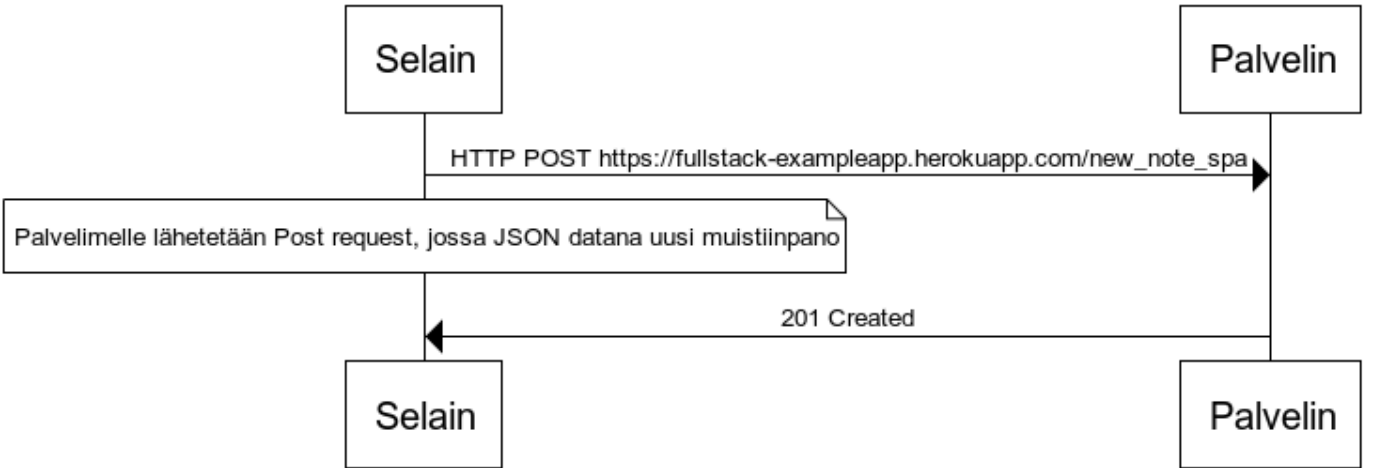 Selain
Palvelin
HTTP POST https://fullstack-exampleapp.herokuapp.com/new_note_spa
Palvelimelle lähetetään Post request, jossa JSON datana uusi muistiinpano
201 Created
Selain
Palvelin